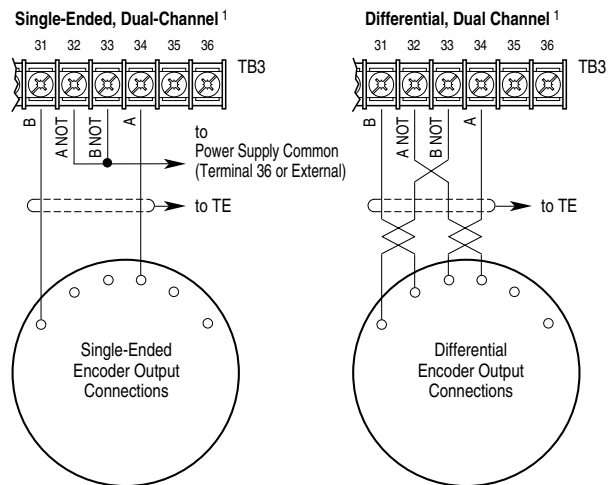 Single-Ended, Dual-Channel 1
31 32 33 34 35 36
TB3
B
A NOT
B NOT
A
to
Power Supply Common
(Terminal 36 or External)
to TE
Single-Ended
Encoder Output
Connections
Differential, Dual Channel 1
31 32 33 34 35 36
TB3
B
A NOT
B NOT
A
to TE
Differential
Encoder Output
Connections